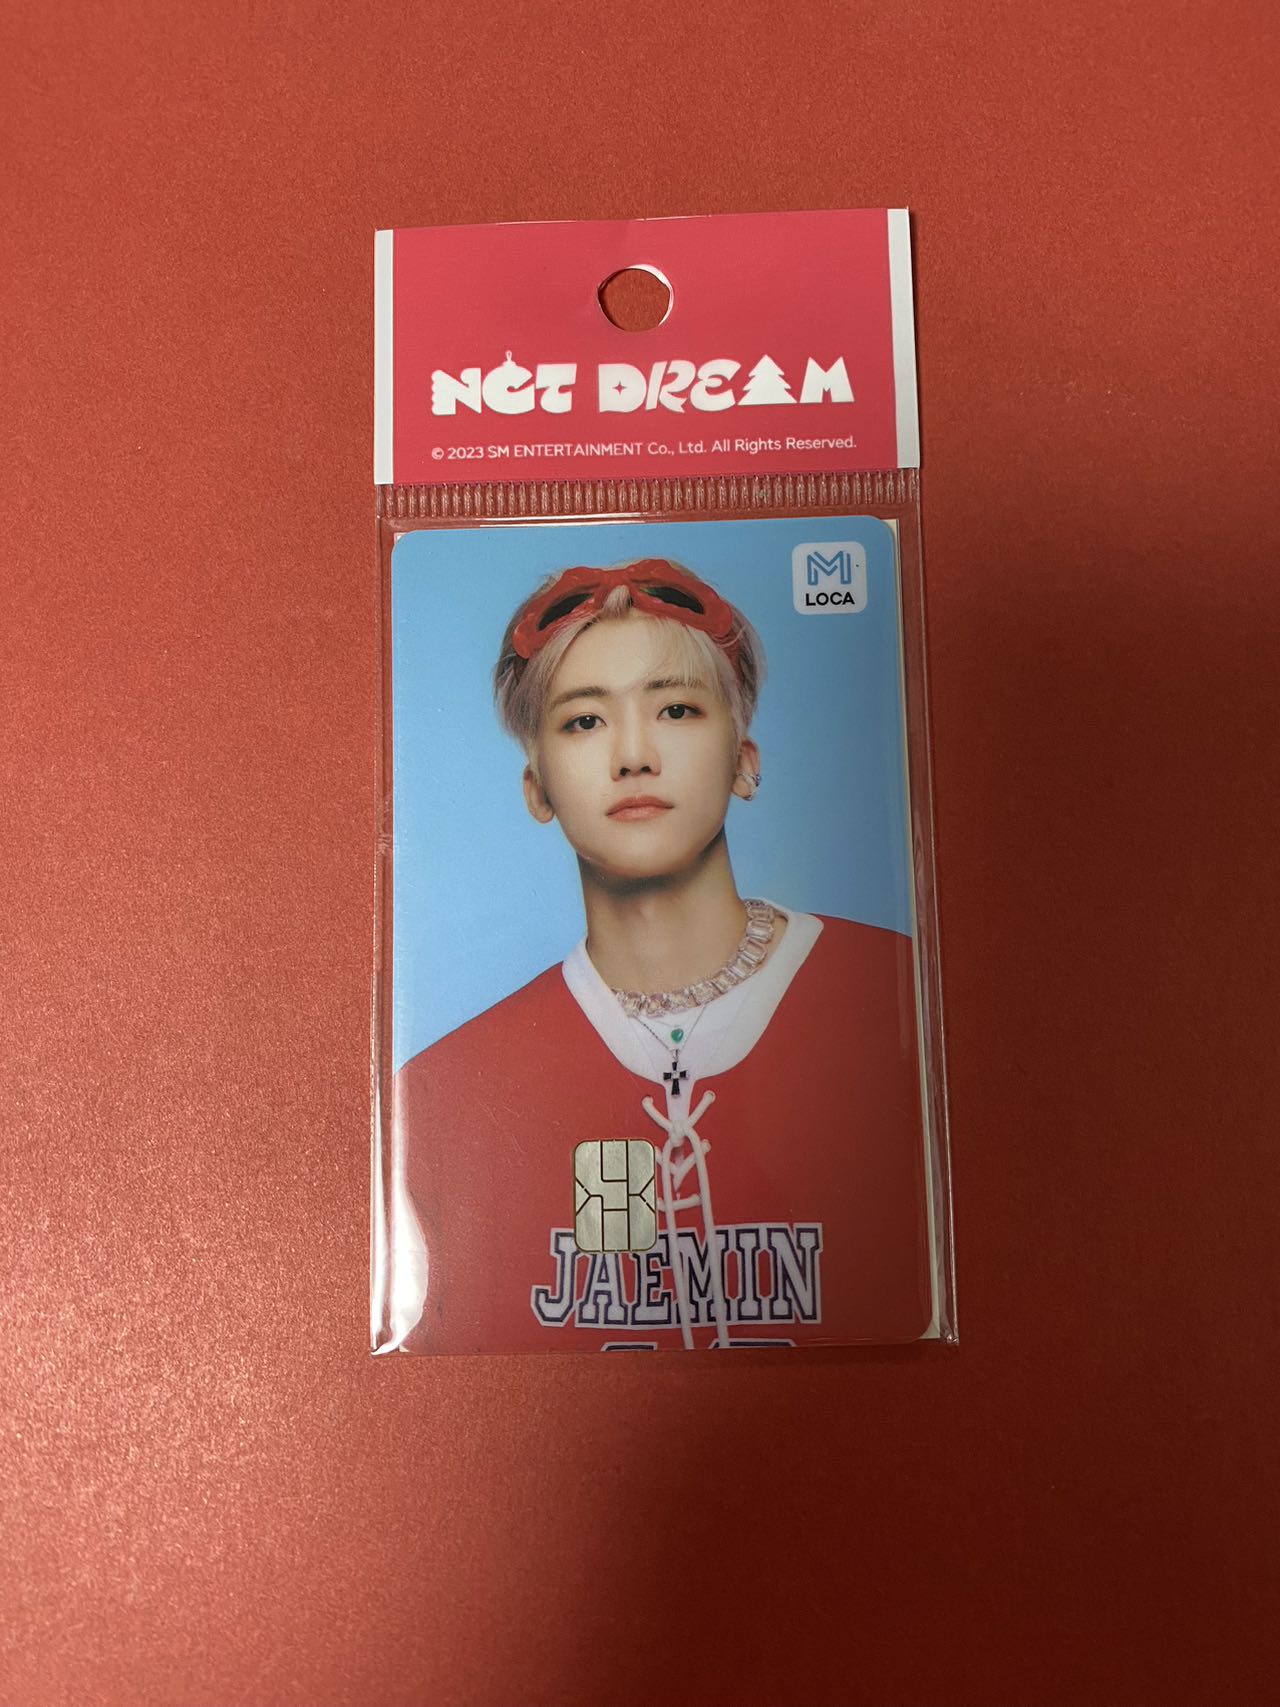 NCT DREAM
© 2023 SM ENTERTAINMENT Co., Ltd. All Rights Reserved.
M
LOCA
JAEMIN